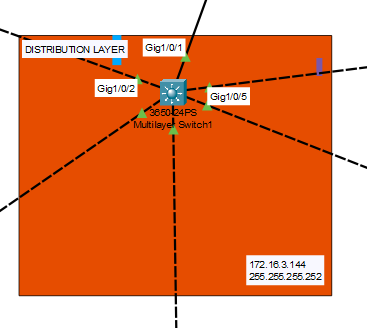 Gig1/0/1
DISTRIBUTION LAYER
Gig1/0/2
Gig1/0/5
3650-24PS
Multilayer Switch1
172.16.3.144
255.255.255.252